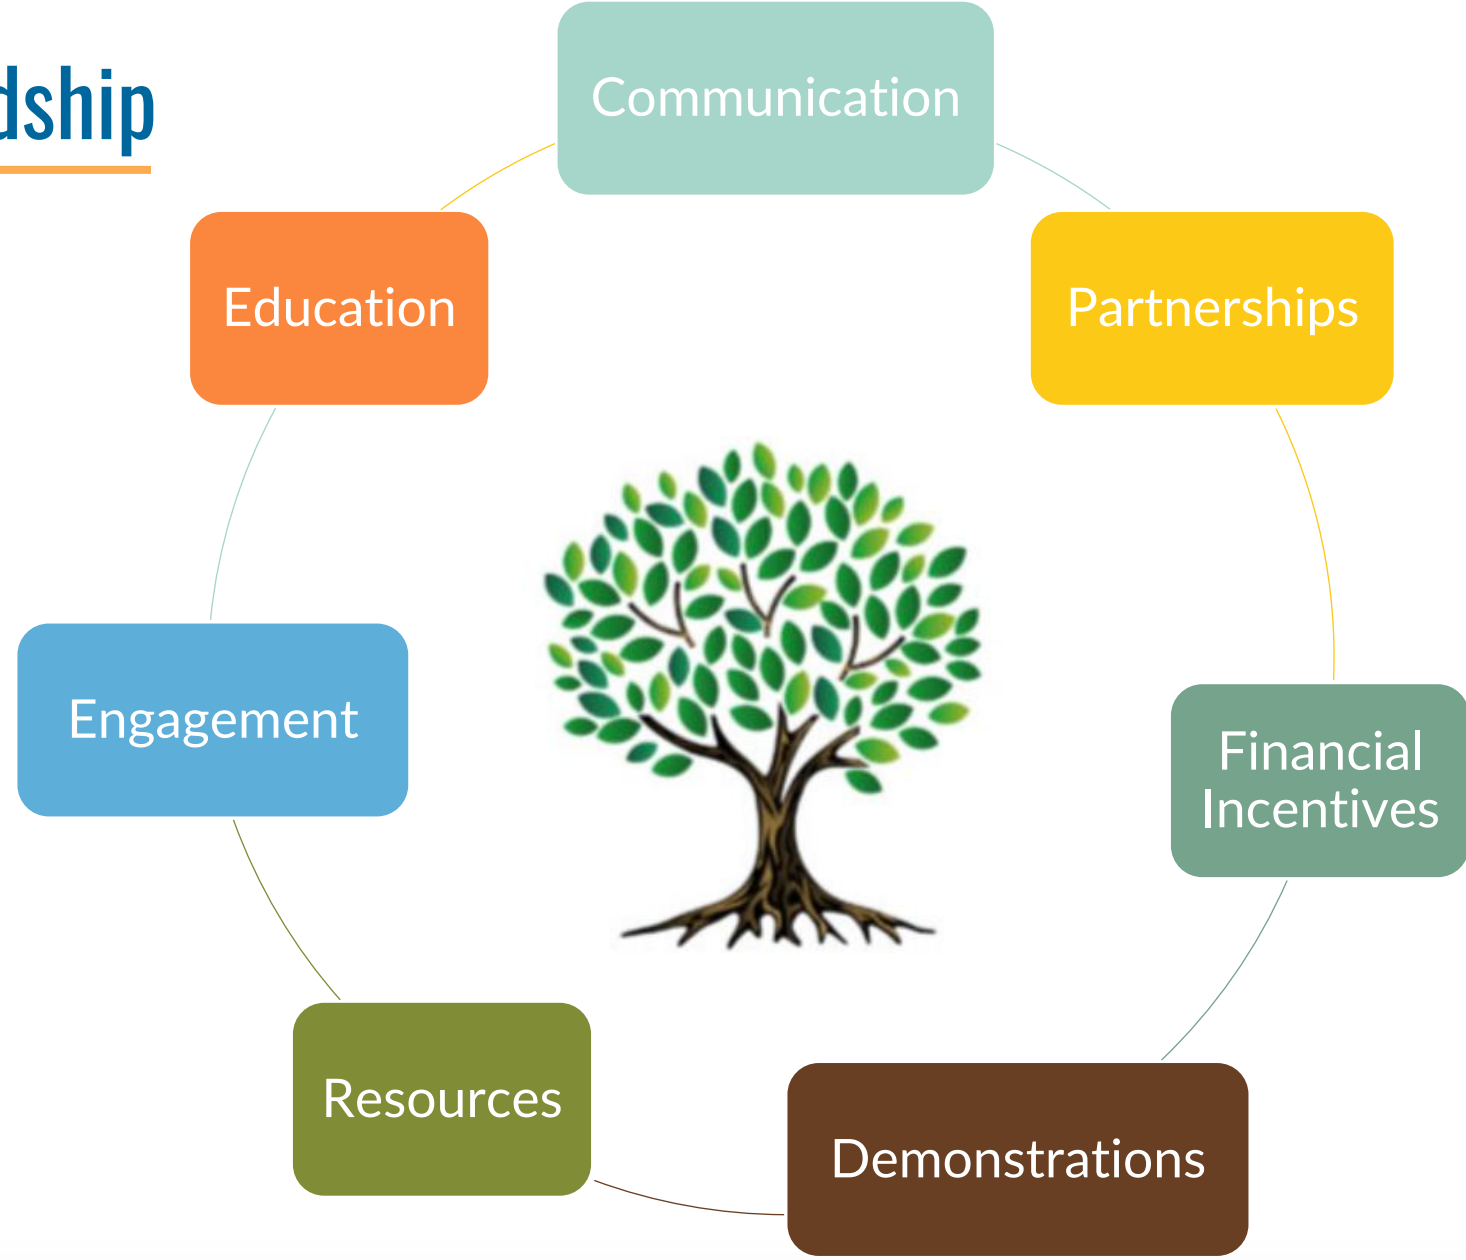 dship
Communication
Education
Partnerships
Engagement
Financial
Incentives
Resources
Demonstrations